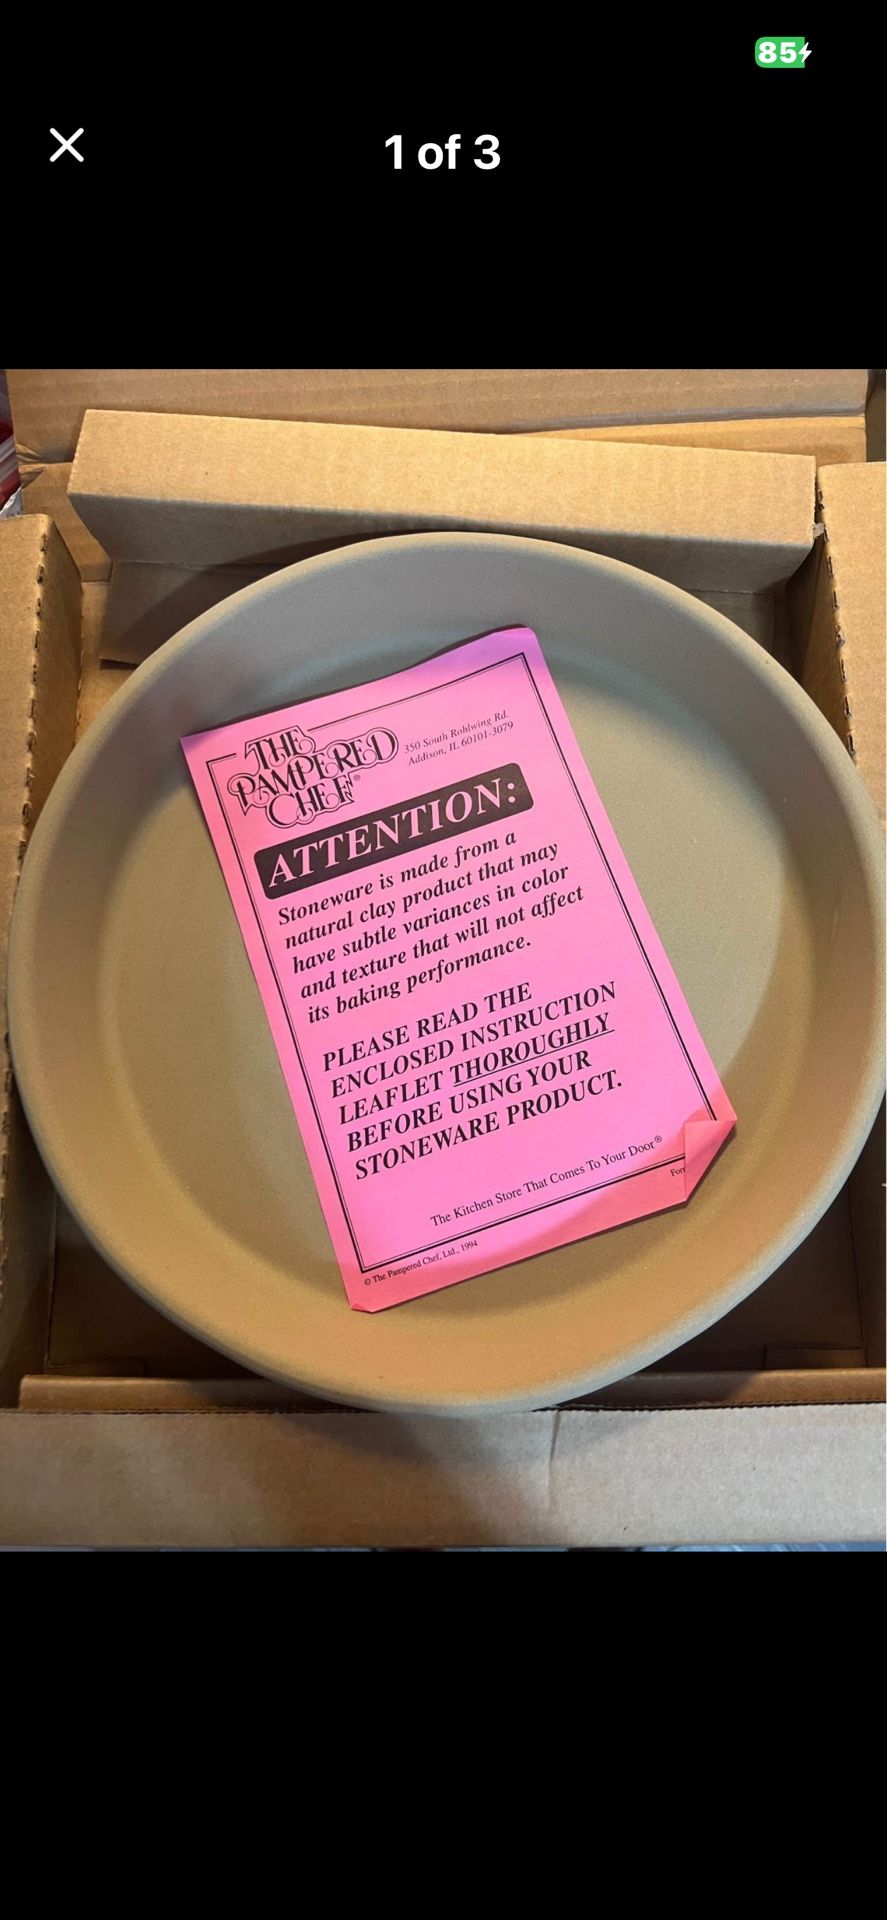 85
1 of 3
THE
PAMPERED
CHEF®
350 South Rohlwing Rd.
Addison, IL 60101-3079
ATTENTION:
Stoneware is made from a
natural clay product that may
have subtle variances in color
and texture that will not affect
its baking performance.
PLEASE READ THE
ENCLOSED INSTRUCTION
LEAFLET THOROUGHLY
BEFORE USING YOUR
STONEWARE PRODUCT.
The Kitchen Store That Comes To Your Door®
© The Pampered Chef, Ltd., 1994